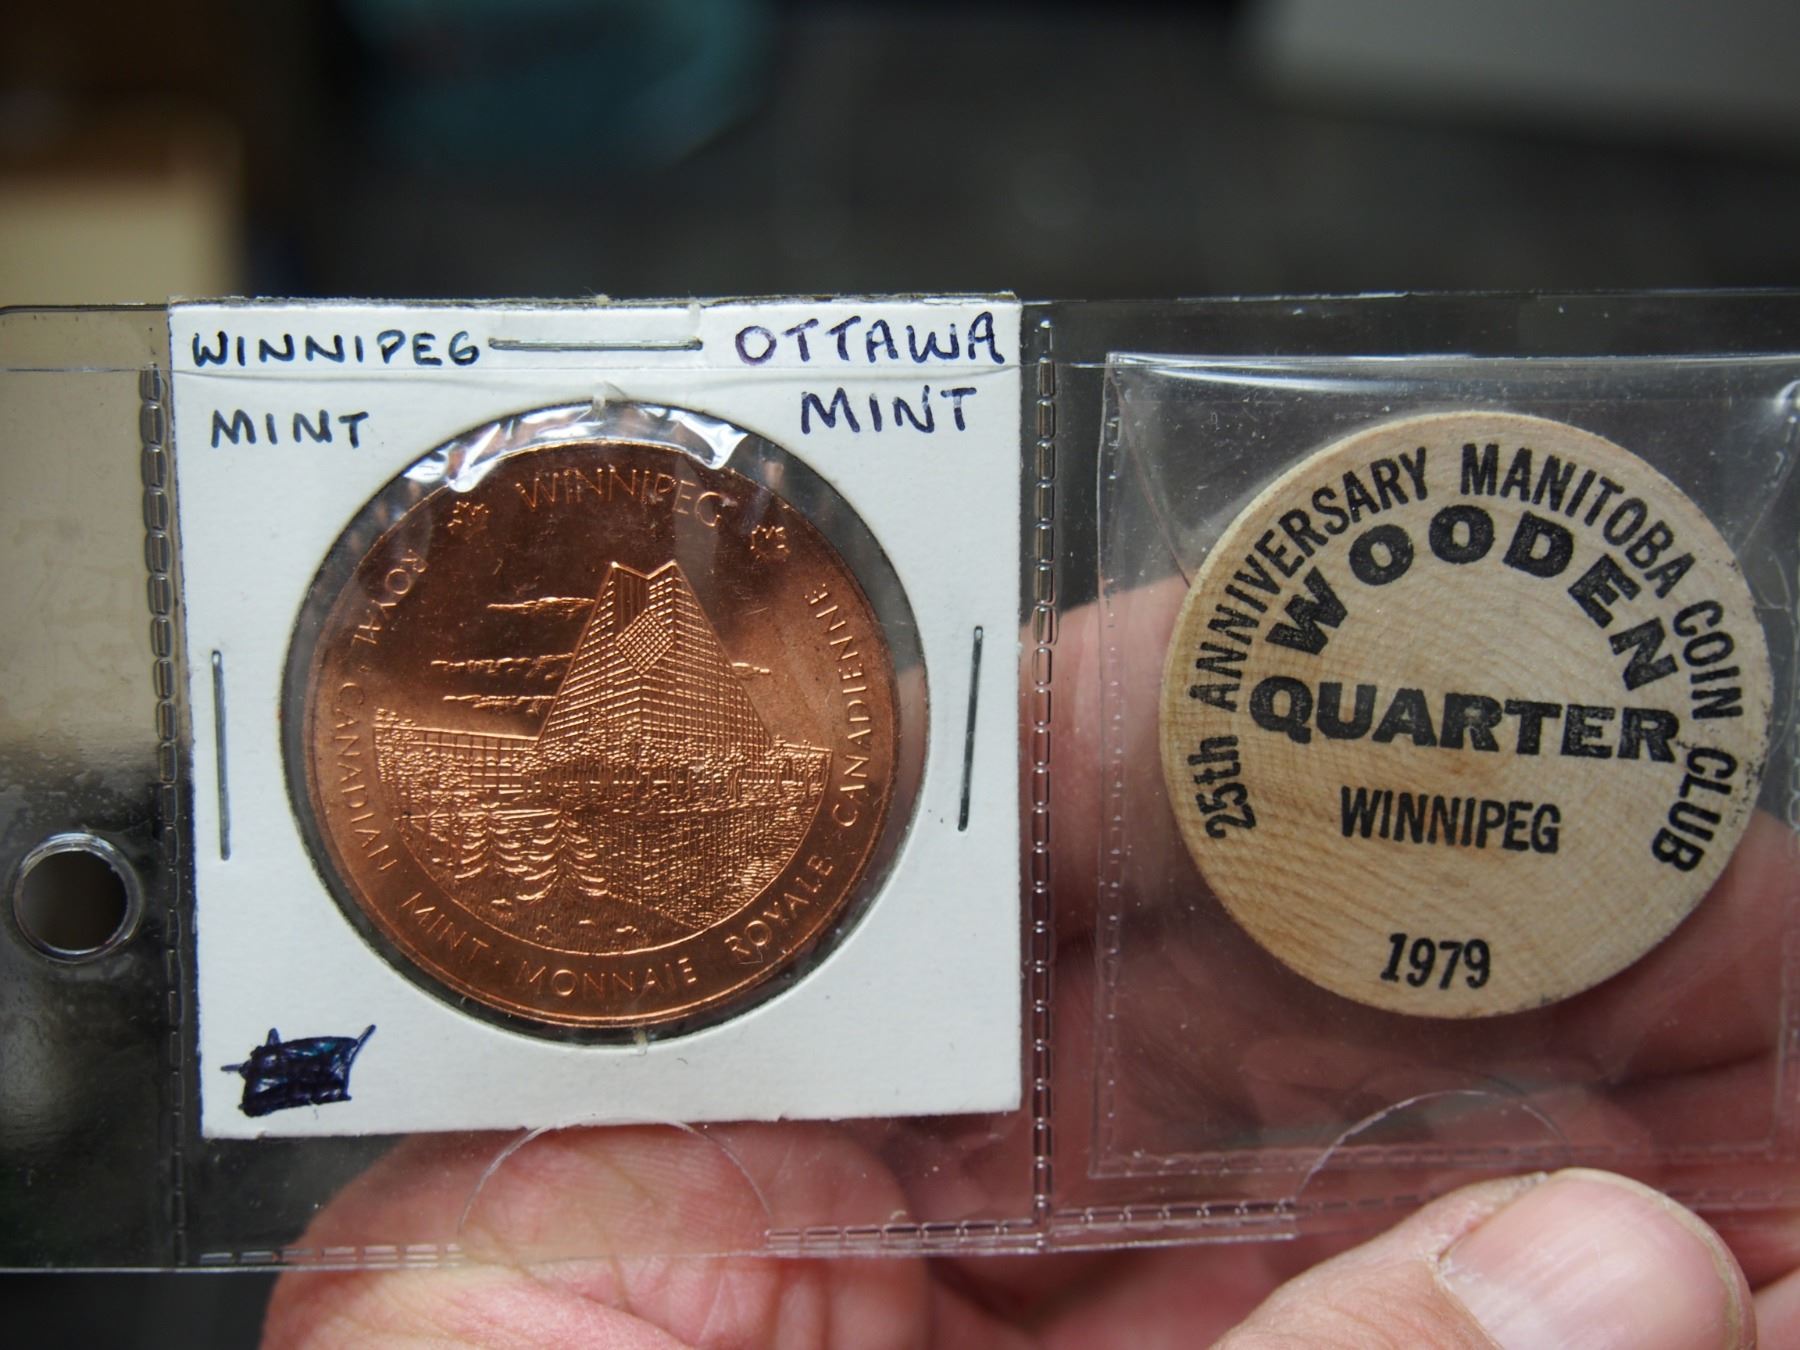 WINNIPEG
MINT
OTTAWA
MINT
WINNIPEG
ROYAL CANADIAN MINT · MONNAIE ROYALE CANADIENNE
25th ANNIVERSARY MANITOBA COIN CLUB
WOODEN
QUARTER
WINNIPEG
1979